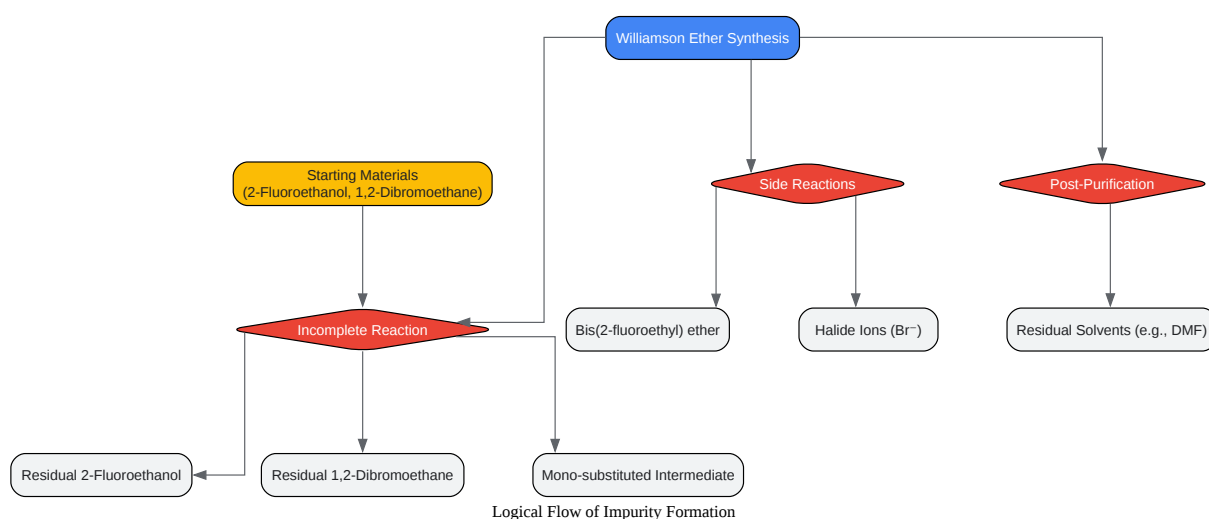 Williamson Ether Synthesis
Starting Materials
(2-Fluoroethanol, 1,2-Dibromoethane)
Side Reactions
Post-Purification
Incomplete Reaction
Bis(2-fluoroethyl) ether
Halide Ions (Br⁻)
Residual Solvents (e.g., DMF)
Residual 2-Fluoroethanol
Residual 1,2-Dibromoethane
Mono-substituted Intermediate
Logical Flow of Impurity Formation